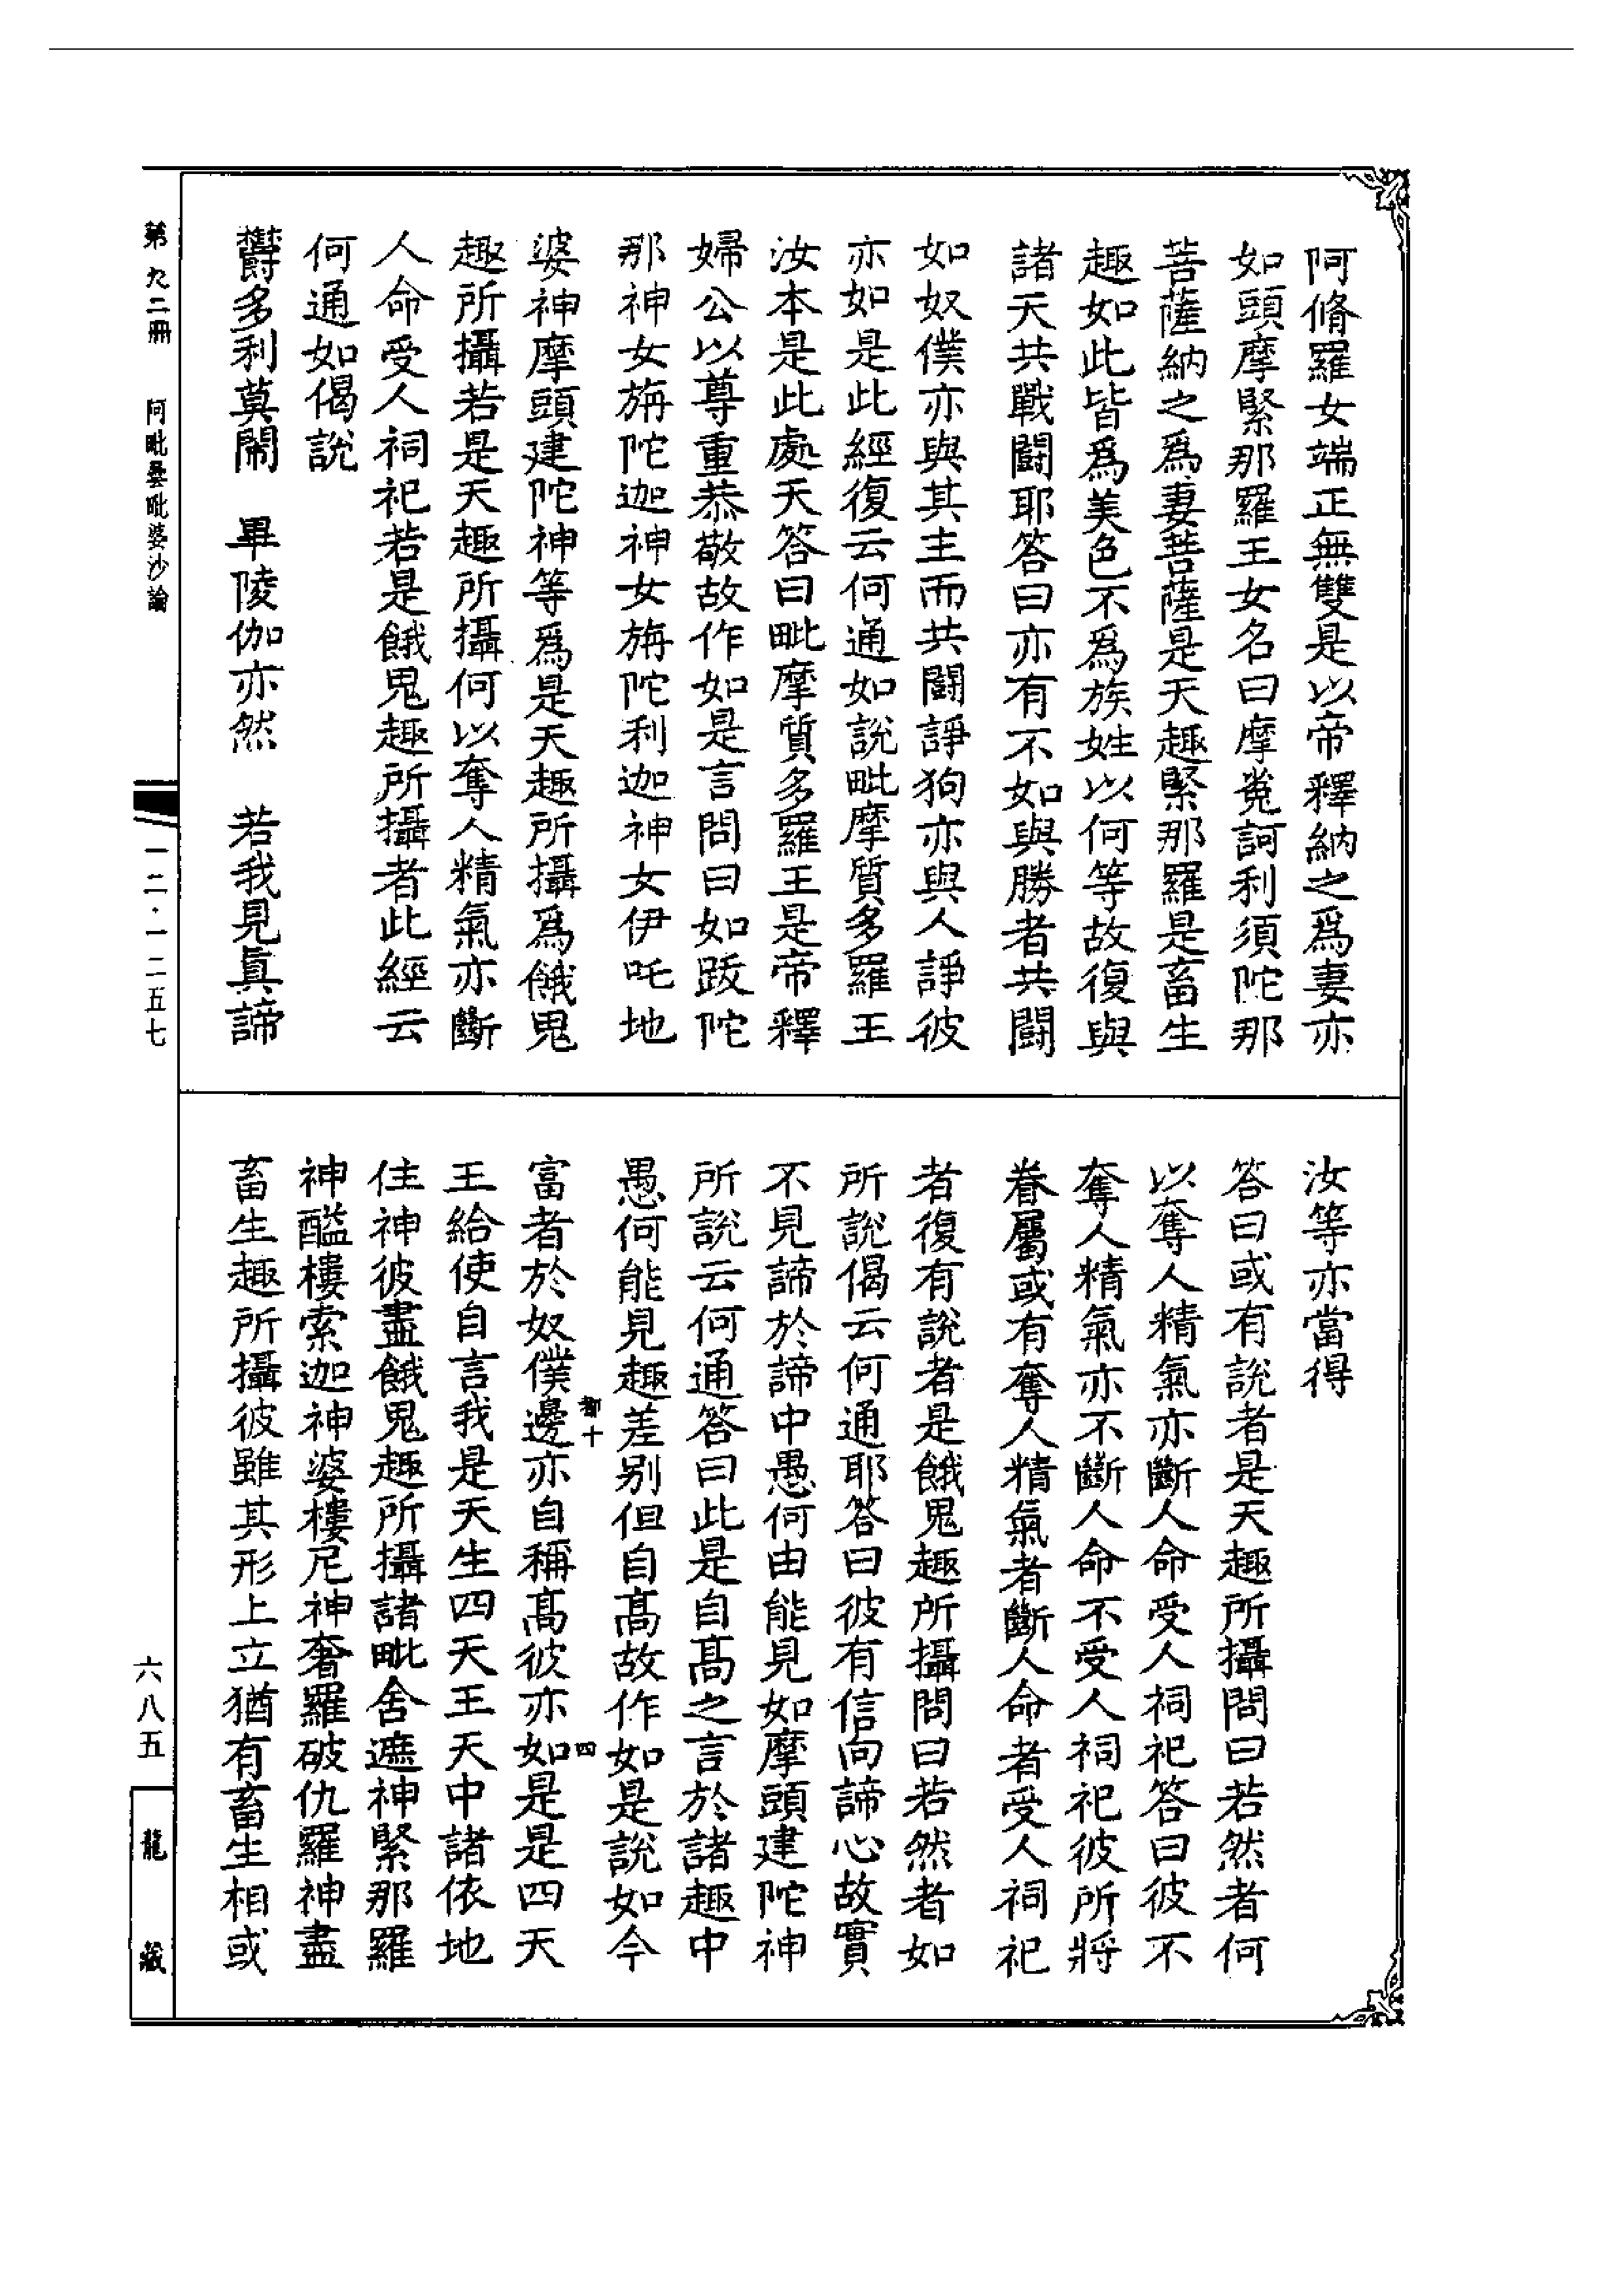 阿脩羅女端正無雙是以帝釋納之爲妻亦
如頭摩緊那羅王女名曰摩㝹訶利須陀那
菩薩納之爲妻菩薩是天趣緊那羅是畜生
趣如此皆爲美色不爲族姓以何等故復與
諸天共戰鬪耶答曰亦有不如與勝者共鬪
如奴僕亦與其主而共鬪諍狗亦與人諍彼
亦如是此經復云何通如說毗摩質多羅王
汝本是此處天答曰毗摩質多羅王是帝釋
婦公以尊重恭敬故作如是言問曰如跋陀
那神女旃陀迦神女旃陀利迦神女伊吒地
婆神摩頭建陀神等爲是天趣所攝爲餓鬼
趣所攝若是天趣所攝何以奪人精氣亦斷
人命受人祠祀若是餓鬼趣所攝者此經云
何通如偈說
欝多利莫閙 畢陵伽亦然 若我見眞諦
汝等亦當得
答曰或有說者是天趣所攝問曰若然者何
以奪人精氣亦斷人命受人祠祀答曰彼不
奪人精氣亦不斷人命不受人祠祀彼所將
眷屬或有奪人精氣者斷人命者受人祠祀
者復有說者是餓鬼趣所攝問曰若然者如
所說偈云何通耶答曰彼有信向諦心故實
不見諦於諦中愚何由能見如摩頭建陀神
所說云何通答曰此是自高之言於諸趣中
愚何能見趣差別但自高故作如是說如今
富者於奴僕邊亦自稱高彼亦如是是四天
王給使自言我是天生四天王天中諸依地
住神彼盡餓鬼趣所攝諸毗舍遮神緊那羅
神醯樓索迦神婆樓尼神奢羅破仇羅神盡
畜生趣所攝彼雖其形上立猶有畜生相或
十
四
第九二冊 阿毗曇毗婆沙論
一二·一二五七
六八五
龍藏